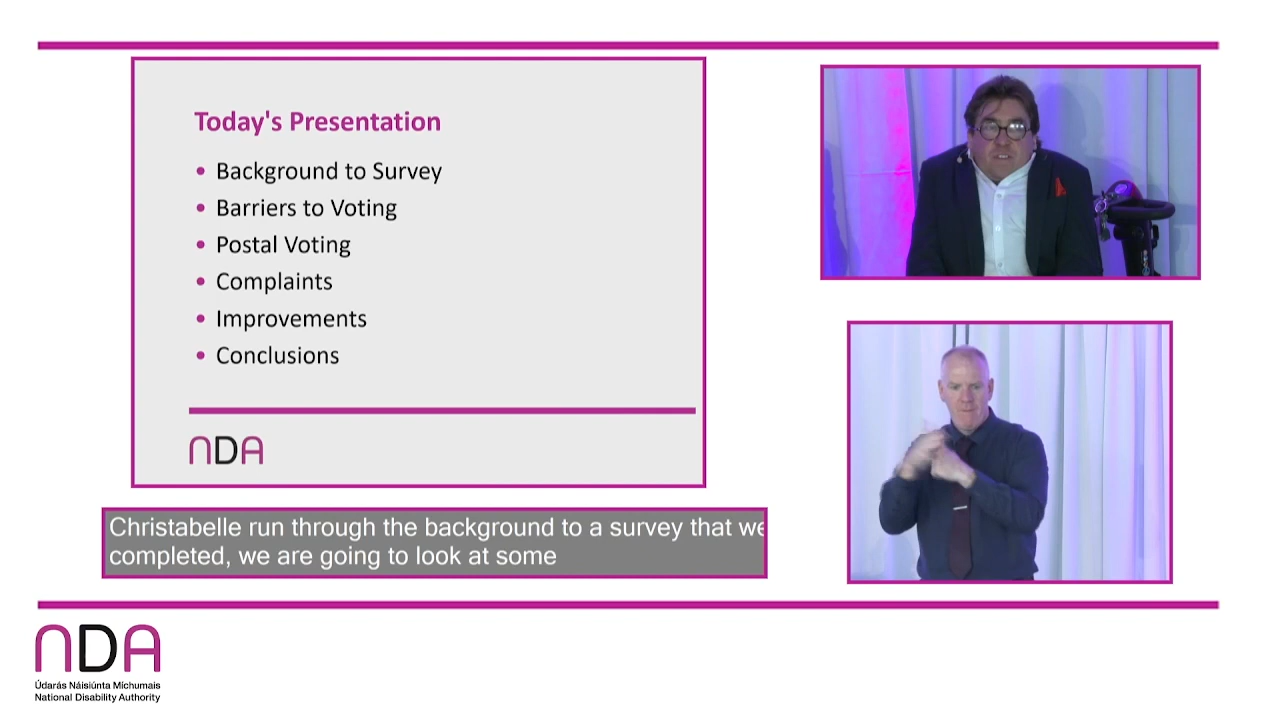 Today's Presentation
• Background to Survey
• Barriers to Voting
• Postal Voting
• Complaints
• Improvements
• Conclusions
NDA
Christabelle run through the background to a survey that we
completed, we are going to look at some
NDA
Údarás Náisiúnta Míchumais
National Disability Authority